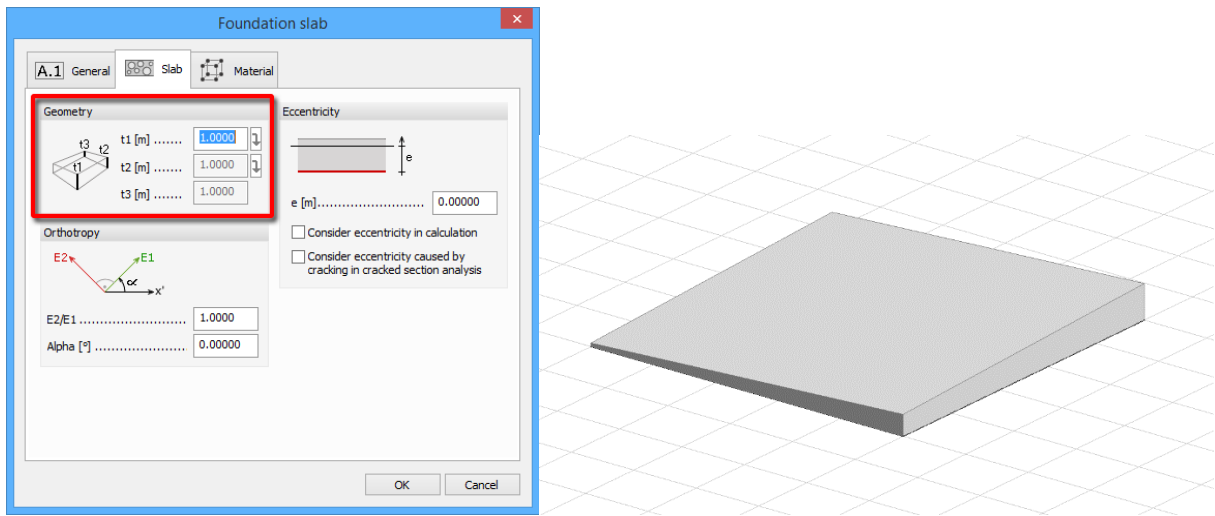 Foundation slab
A.1 General
Slab
Material
Geometry
t3
t2
t1
t1 [m] .......
1.0000
t2 [m] .......
1.0000
t3 [m] .......
1.0000
Eccentricity
e
e [m]..........................
0.00000
Consider eccentricity in calculation
Consider eccentricity caused by
cracking in cracked section analysis
Orthotropy
E2
E1
α
x'
E2/E1 ..........................
1.0000
Alpha [°] ......................
0.00000
OK
Cancel